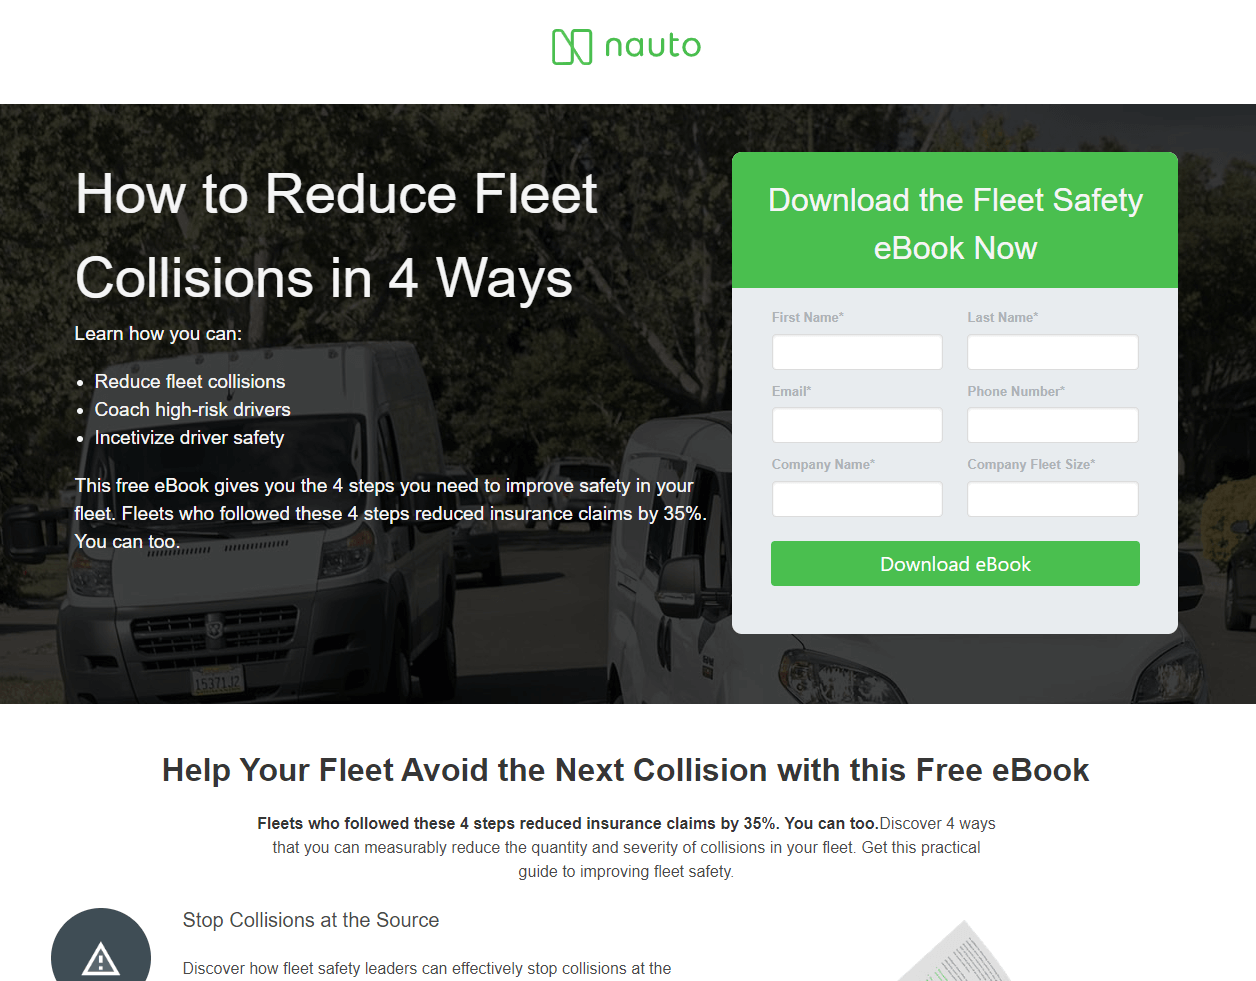 nauto
How to Reduce Fleet
Collisions in 4 Ways
Learn how you can:
Reduce fleet collisions
Coach high-risk drivers
Incetivize driver safety
This free eBook gives you the 4 steps you need to improve safety in your
fleet. Fleets who followed these 4 steps reduced insurance claims by 35%.
You can too.
15371J2
Download the Fleet Safety
eBook Now
First Name*
Last Name*
Email*
Phone Number*
Company Name*
Company Fleet Size*
Download eBook
Help Your Fleet Avoid the Next Collision with this Free eBook
Fleets who followed these 4 steps reduced insurance claims by 35%. You can too.Discover 4 ways
that you can measurably reduce the quantity and severity of collisions in your fleet. Get this practical
guide to improving fleet safety.
Stop Collisions at the Source
Discover how fleet safety leaders can effectively stop collisions at the